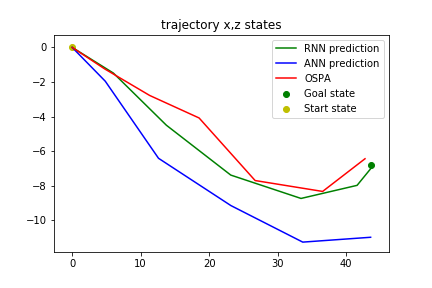 trajectory x,z states
RNN prediction
ANN prediction
OSPA
Goal state
Start state
0
−2
−4
−6
−8
−10
0
10
20
30
40